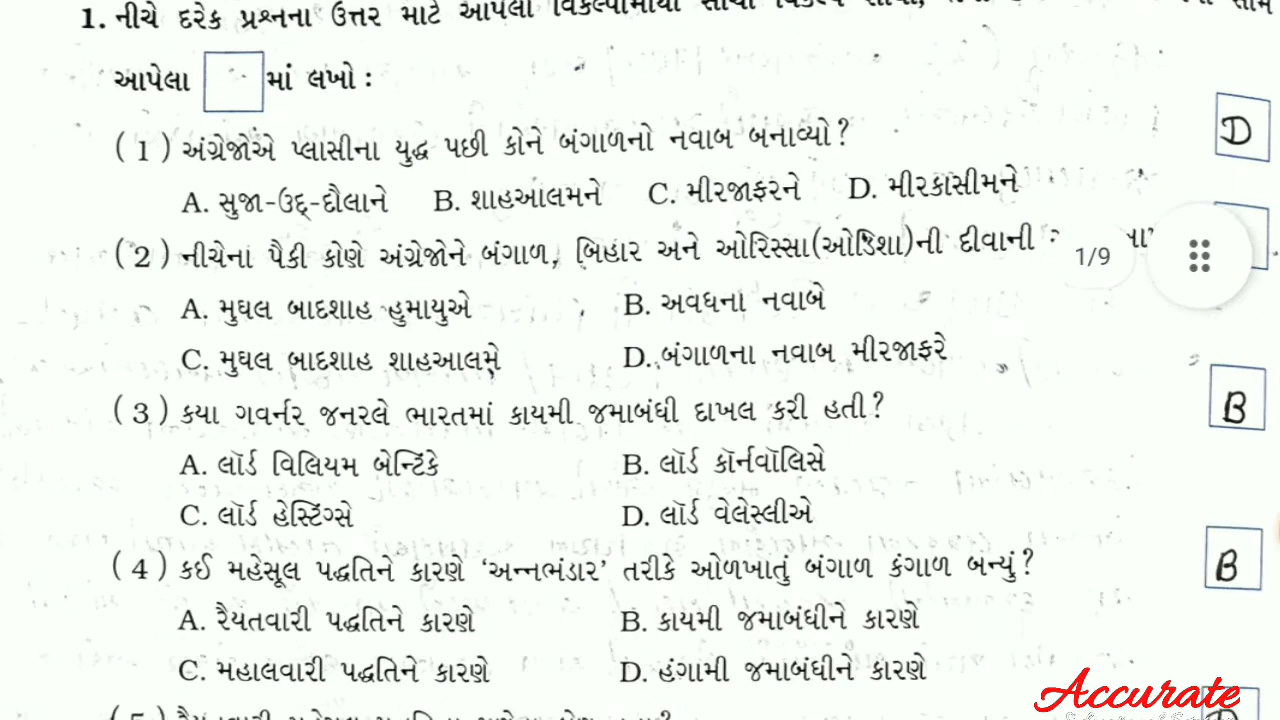 1. નીચે દરેક પ્રશ્નના ઉત્તર માટે આપેલા વિકલ્પોમાંથી સાચો વિકલ્પ શોધી,
આપેલા માં લખો :
(1) અંગ્રેજોએ પ્લાસીના યુદ્ધ પછી કોને બંગાળનો નવાબ બનાવ્યો? D
A. સુજા-ઉદ્-દૌલાને B. શાહઆલમને C. મીરજાફરને D. મીરકાસીમને
(2) નીચેના પૈકી કોણે અંગ્રેજોને બંગાળ, બિહાર અને ઓરિસ્સા(ઓડિશા)ની દીવાની
1/9
A. મુઘલ બાદશાહ હુમાયુએ B. અવધના નવાબે
C. મુઘલ બાદશાહ શાહઆલમે D. બંગાળના નવાબ મીરજાફરે
(3) કયા ગવર્નર જનરલે ભારતમાં કાયમી જમાબંધી દાખલ કરી હતી? B
A. લૉર્ડ વિલિયમ બેન્ટિંકે B. લૉર્ડ કૉર્નવૉલિસે
C. લૉર્ડ હેસ્ટિંગ્સે D. લૉર્ડ વેલેસ્લીએ
(4) કઈ મહેસૂલ પદ્ધતિને કારણે ‘અન્નભંડાર’ તરીકે ઓળખાતું બંગાળ કંગાળ બન્યું? B
A. રૈયતવારી પદ્ધતિને કારણે B. કાયમી જમાબંધીને કારણે
C. મહાલવારી પદ્ધતિને કારણે D. હંગામી જમાબંધીને કારણે
Accurate